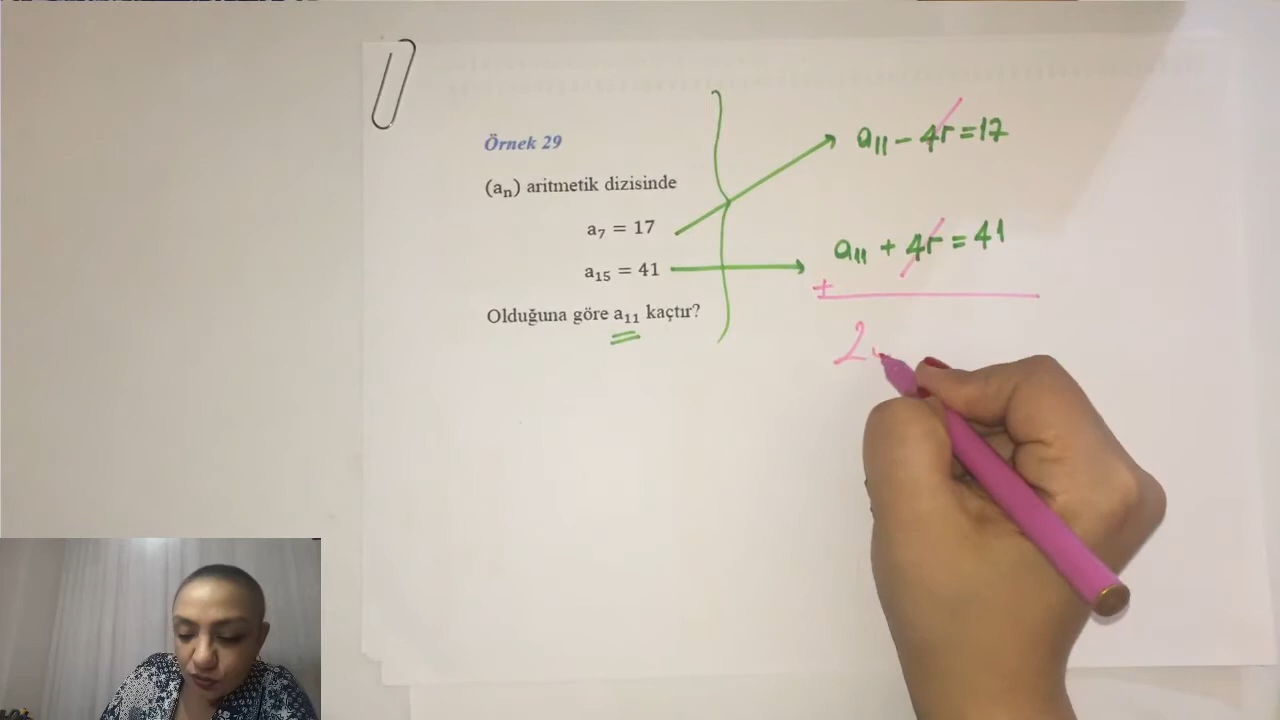 Örnek 29
(aₙ) aritmetik dizisinde
a₇ = 17
a₁₅ = 41
Olduğuna göre a₁₁ kaçtır?
a₁₁ − 4r = 17
a₁₁ + 4r = 41
+
2